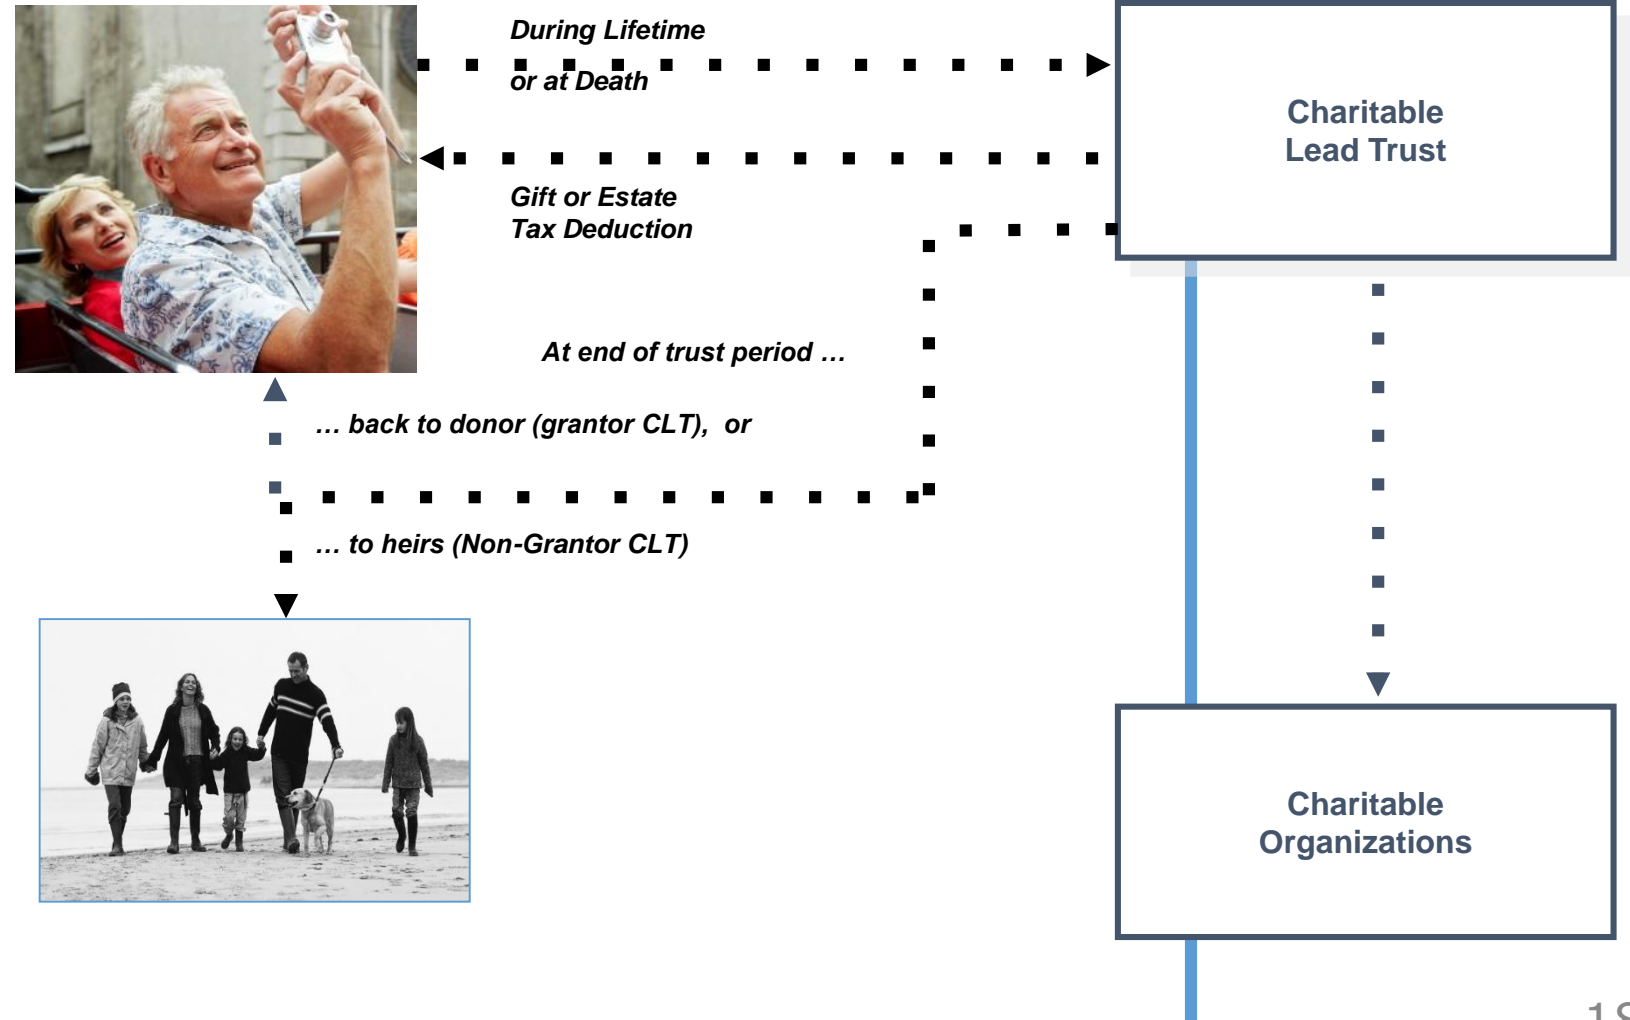 During Lifetime
or at Death
Charitable
Lead Trust
Gift or Estate
Tax Deduction
At end of trust period …
… back to donor (grantor CLT), or
… to heirs (Non-Grantor CLT)
Charitable
Organizations